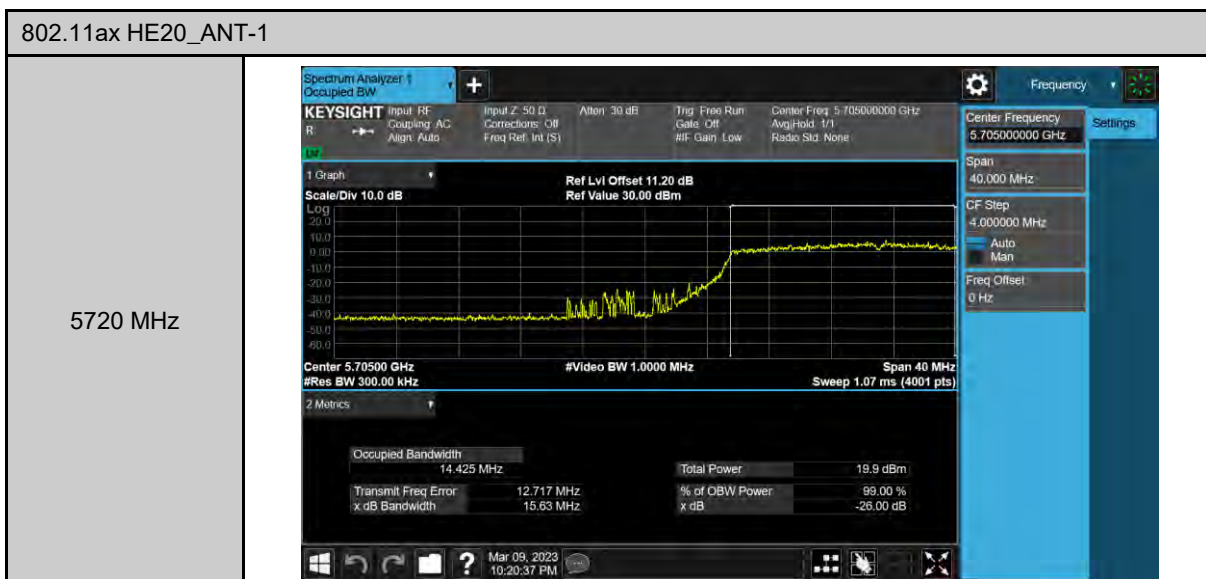 802.11ax HE20_ANT-1
5720 MHz
Spectrum Analyzer 1
Occupied BW
Frequency
KEYSIGHT Input: RF
R
Coupling: AC
Align: Auto
Input Z: 50 Ω
Corrections: Off
Freq Ref: Int (S)
Atten: 30 dB
Trig: Free Run
Gate: Off
#IF Gain: Low
Center Freq: 5.705000000 GHz
Avg|Hold: 1/1
Radio Std: None
1 Graph
Scale/Div 10.0 dB
Ref Lvl Offset 11.20 dB
Ref Value 30.00 dBm
Log
20.0
10.0
0.00
-10.0
-20.0
-30.0
-40.0
-50.0
-60.0
Center 5.70500 GHz
#Res BW 300.00 kHz
#Video BW 1.0000 MHz
Span 40 MHz
Sweep 1.07 ms (4001 pts)
2 Metrics
Occupied Bandwidth
14.425 MHz
Transmit Freq Error 12.717 MHz
x dB Bandwidth 15.63 MHz
Total Power 19.9 dBm
% of OBW Power 99.00 %
x dB -26.00 dB
Center Frequency
5.705000000 GHz
Settings
Span
40.000 MHz
CF Step
4.000000 MHz
Auto
Man
Freq Offset
0 Hz
?
Mar 09, 2023
10:20:37 PM